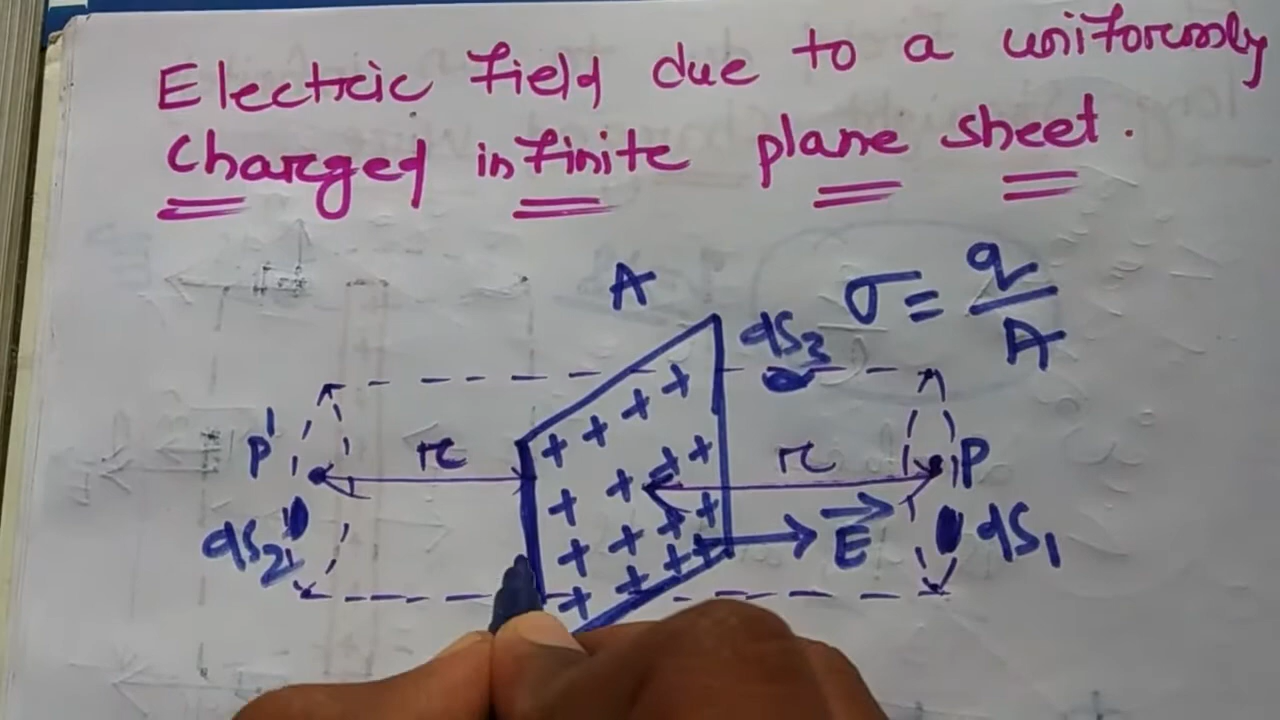 Electric field due to a uniformly
charged infinite plane sheet.
A
σ = q/A
dS3
P'
r
r
P
dS2
E
dS1